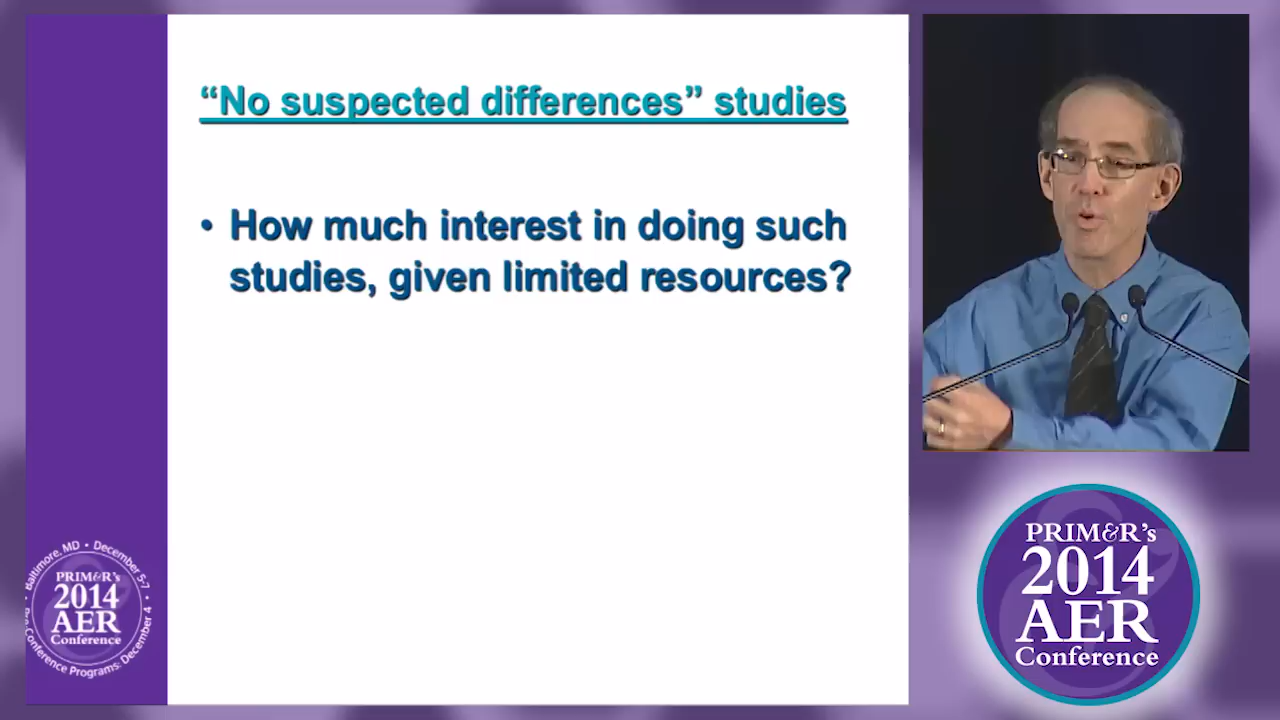 “No suspected differences” studies
• How much interest in doing such
studies, given limited resources?
Baltimore, MD • December 5-7
PRIM&R's
2014
AER
Conference
Conference Programs: December 4
PRIM&R's
2014
AER
Conference